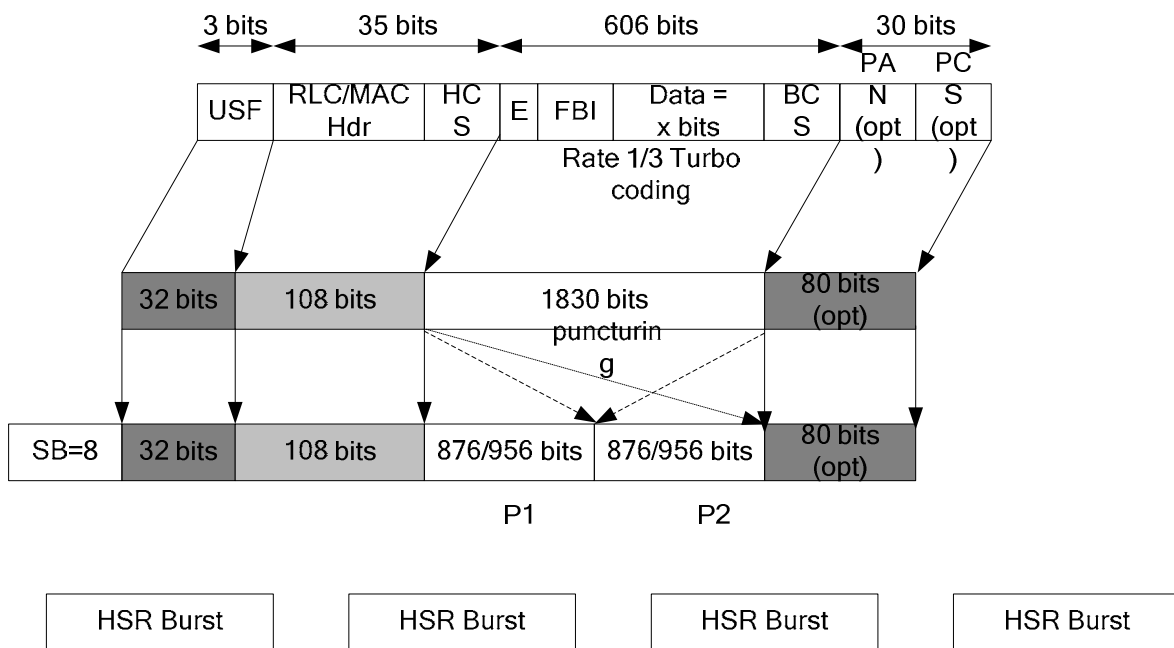 3 bits 35 bits 606 bits 30 bits
USF
RLC/MAC
Hdr
HC
S
E
FBI
Data =
x bits
BC
S
PA
N
(opt
)
PC
S
(opt
)
Rate 1/3 Turbo
coding
32 bits
108 bits
1830 bits
puncturin
g
80 bits
(opt)
SB=8
32 bits
108 bits
876/956 bits
876/956 bits
80 bits
(opt)
P1 P2
HSR Burst HSR Burst HSR Burst HSR Burst